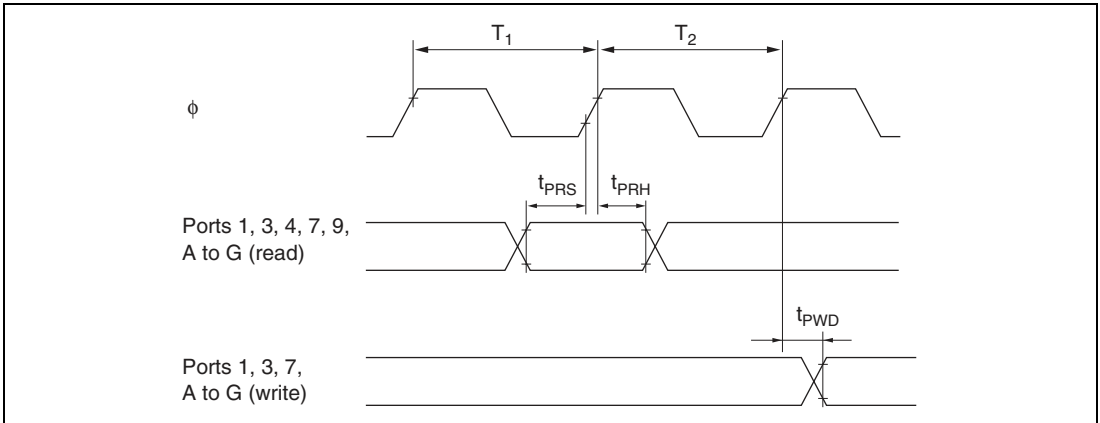 T1 T2
ϕ
tPRS tPRH
Ports 1, 3, 4, 7, 9,
A to G (read)
tPWD
Ports 1, 3, 7,
A to G (write)